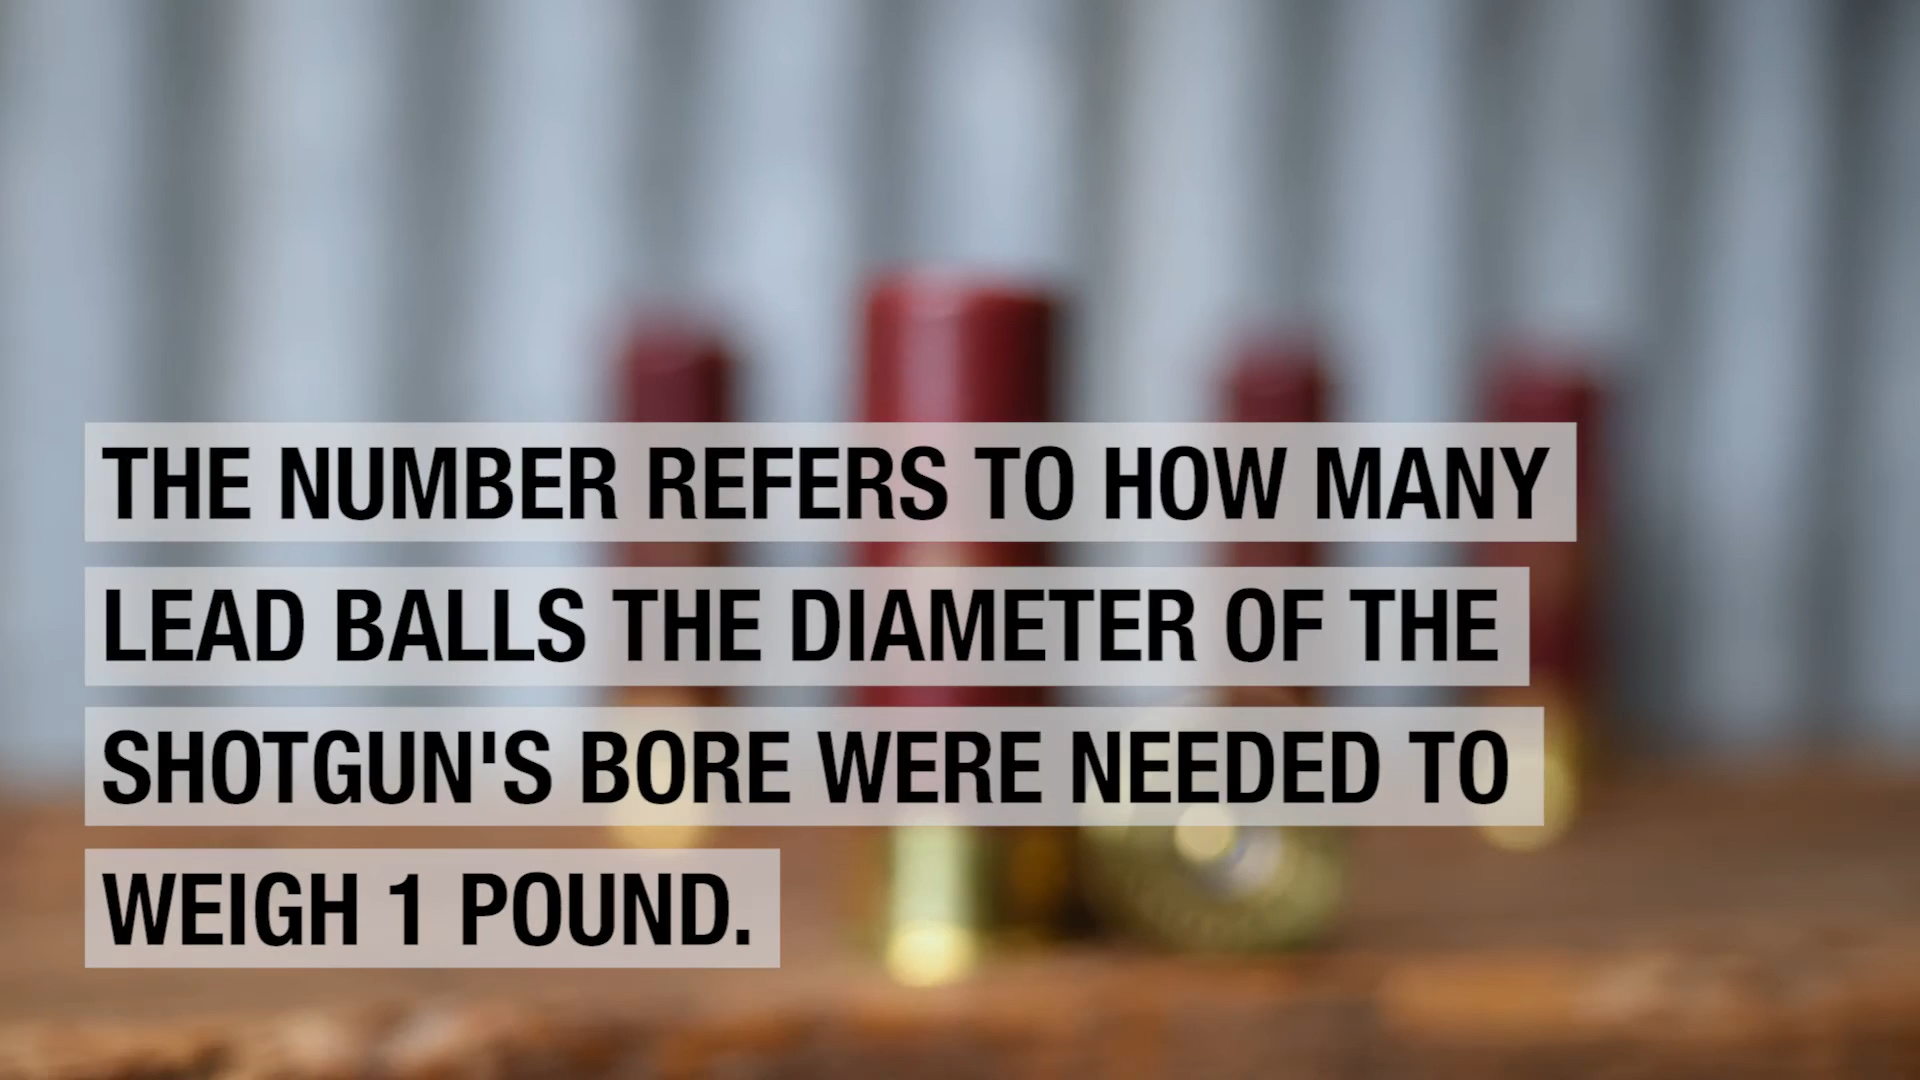 THE NUMBER REFERS TO HOW MANY
LEAD BALLS THE DIAMETER OF THE
SHOTGUN'S BORE WERE NEEDED TO
WEIGH 1 POUND.